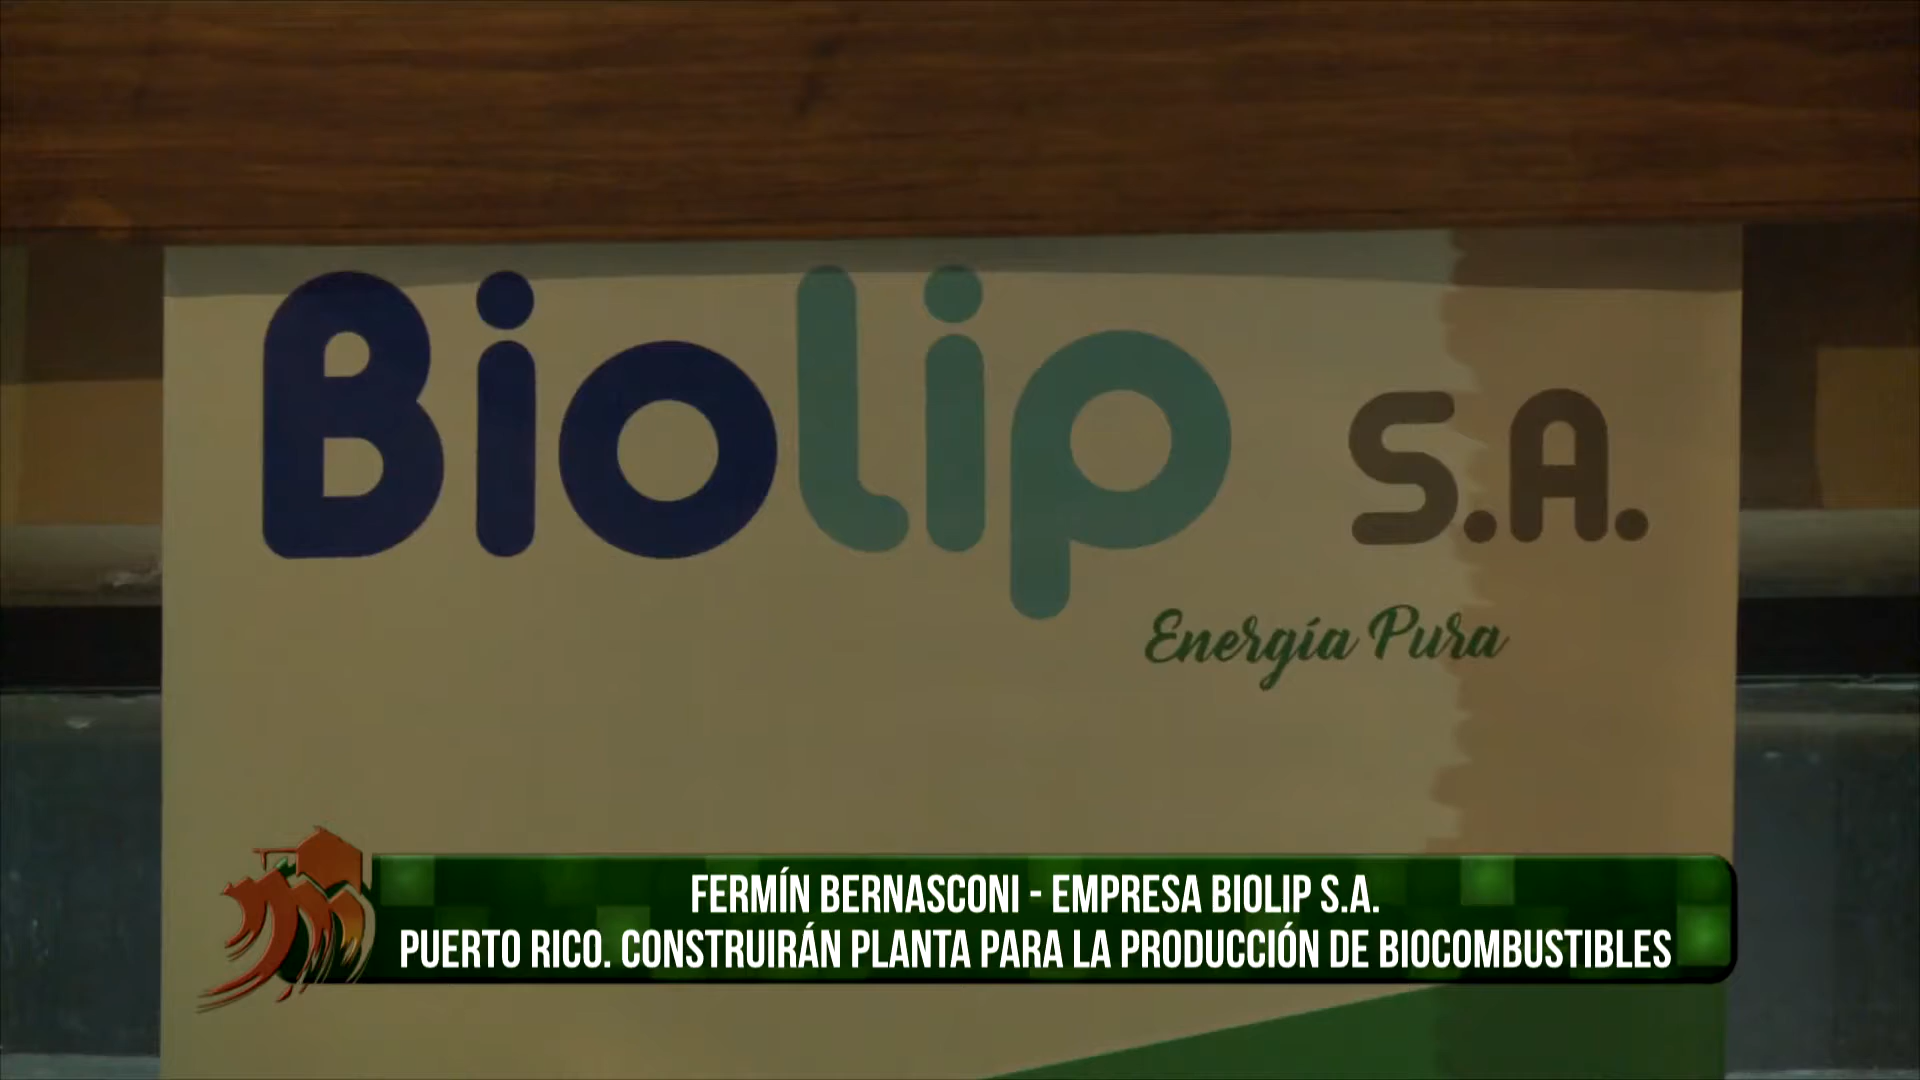 Biolip S.A.
Energía Pura
FERMÍN BERNASCONI - EMPRESA BIOLIP S.A.
PUERTO RICO. CONSTRUIRÁN PLANTA PARA LA PRODUCCIÓN DE BIOCOMBUSTIBLES